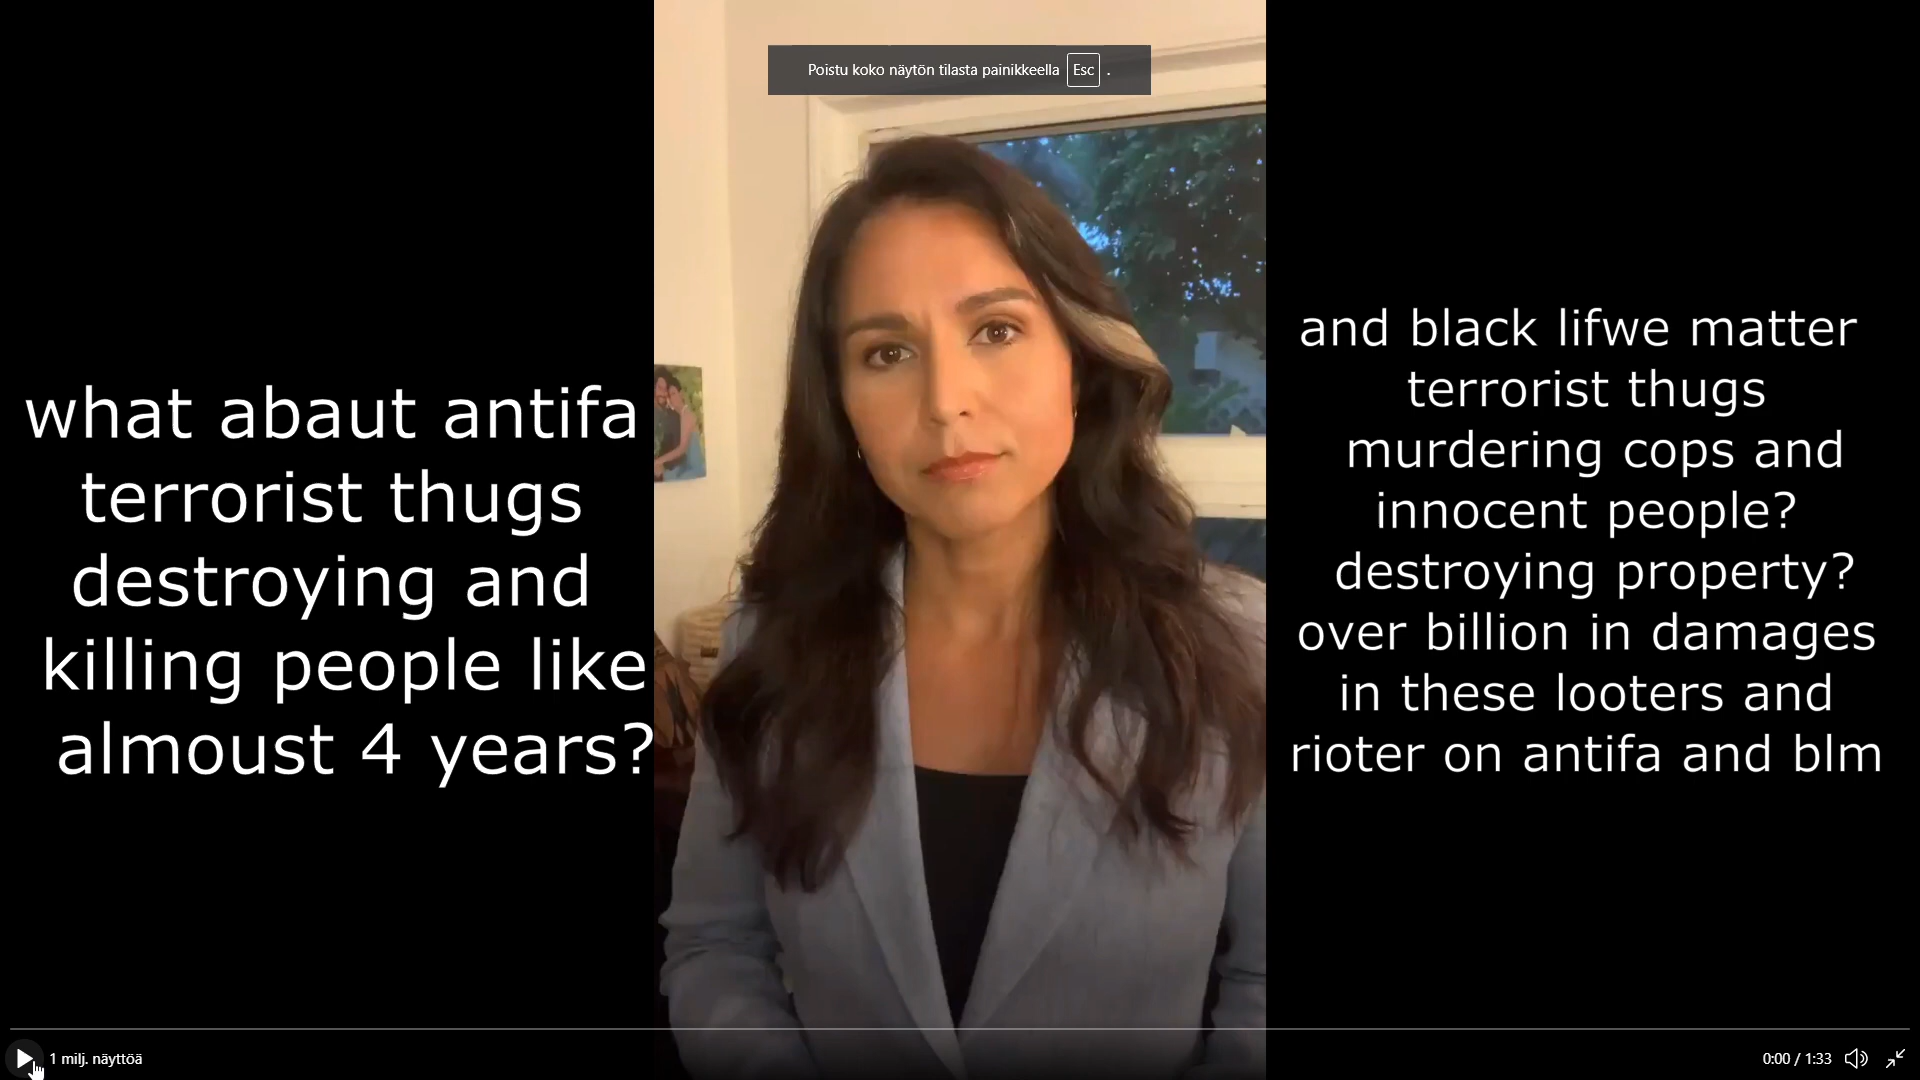 Poistu koko näytön tilasta painikkeella Esc .
what abaut antifa
terrorist thugs
destroying and
killing people like
almoust 4 years?
and black lifwe matter
terrorist thugs
murdering cops and
innocent people?
destroying property?
over billion in damages
in these looters and
rioter on antifa and blm
1 milj. näyttöä
0:00 / 1:33